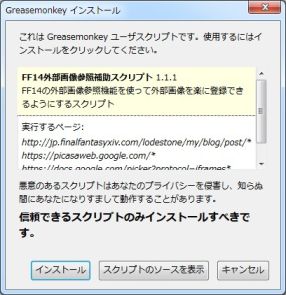 Greasemonkey インストール
これは Greasemonkey ユーザスクリプトです。使用するにはイ
ンストールをクリックしてください。
FF14外部画像参照補助スクリプト 1.1.1
FF14の外部画像参照機能を使って外部画像を楽に登録でき
るようにするスクリプト
実行するページ:
http://jp.finalfantasyxiv.com/lodestone/my/blog/post/*
https://picasaweb.google.com/*
https://docs.google.com/picker?protocol=iframes*
悪意のあるスクリプトはあなたのプライバシーを侵害し、知らぬ
間にあなたになりすまして動作することがあります。
信頼できるスクリプトのみインストールすべきで
す。
インストール
スクリプトのソースを表示
キャンセル